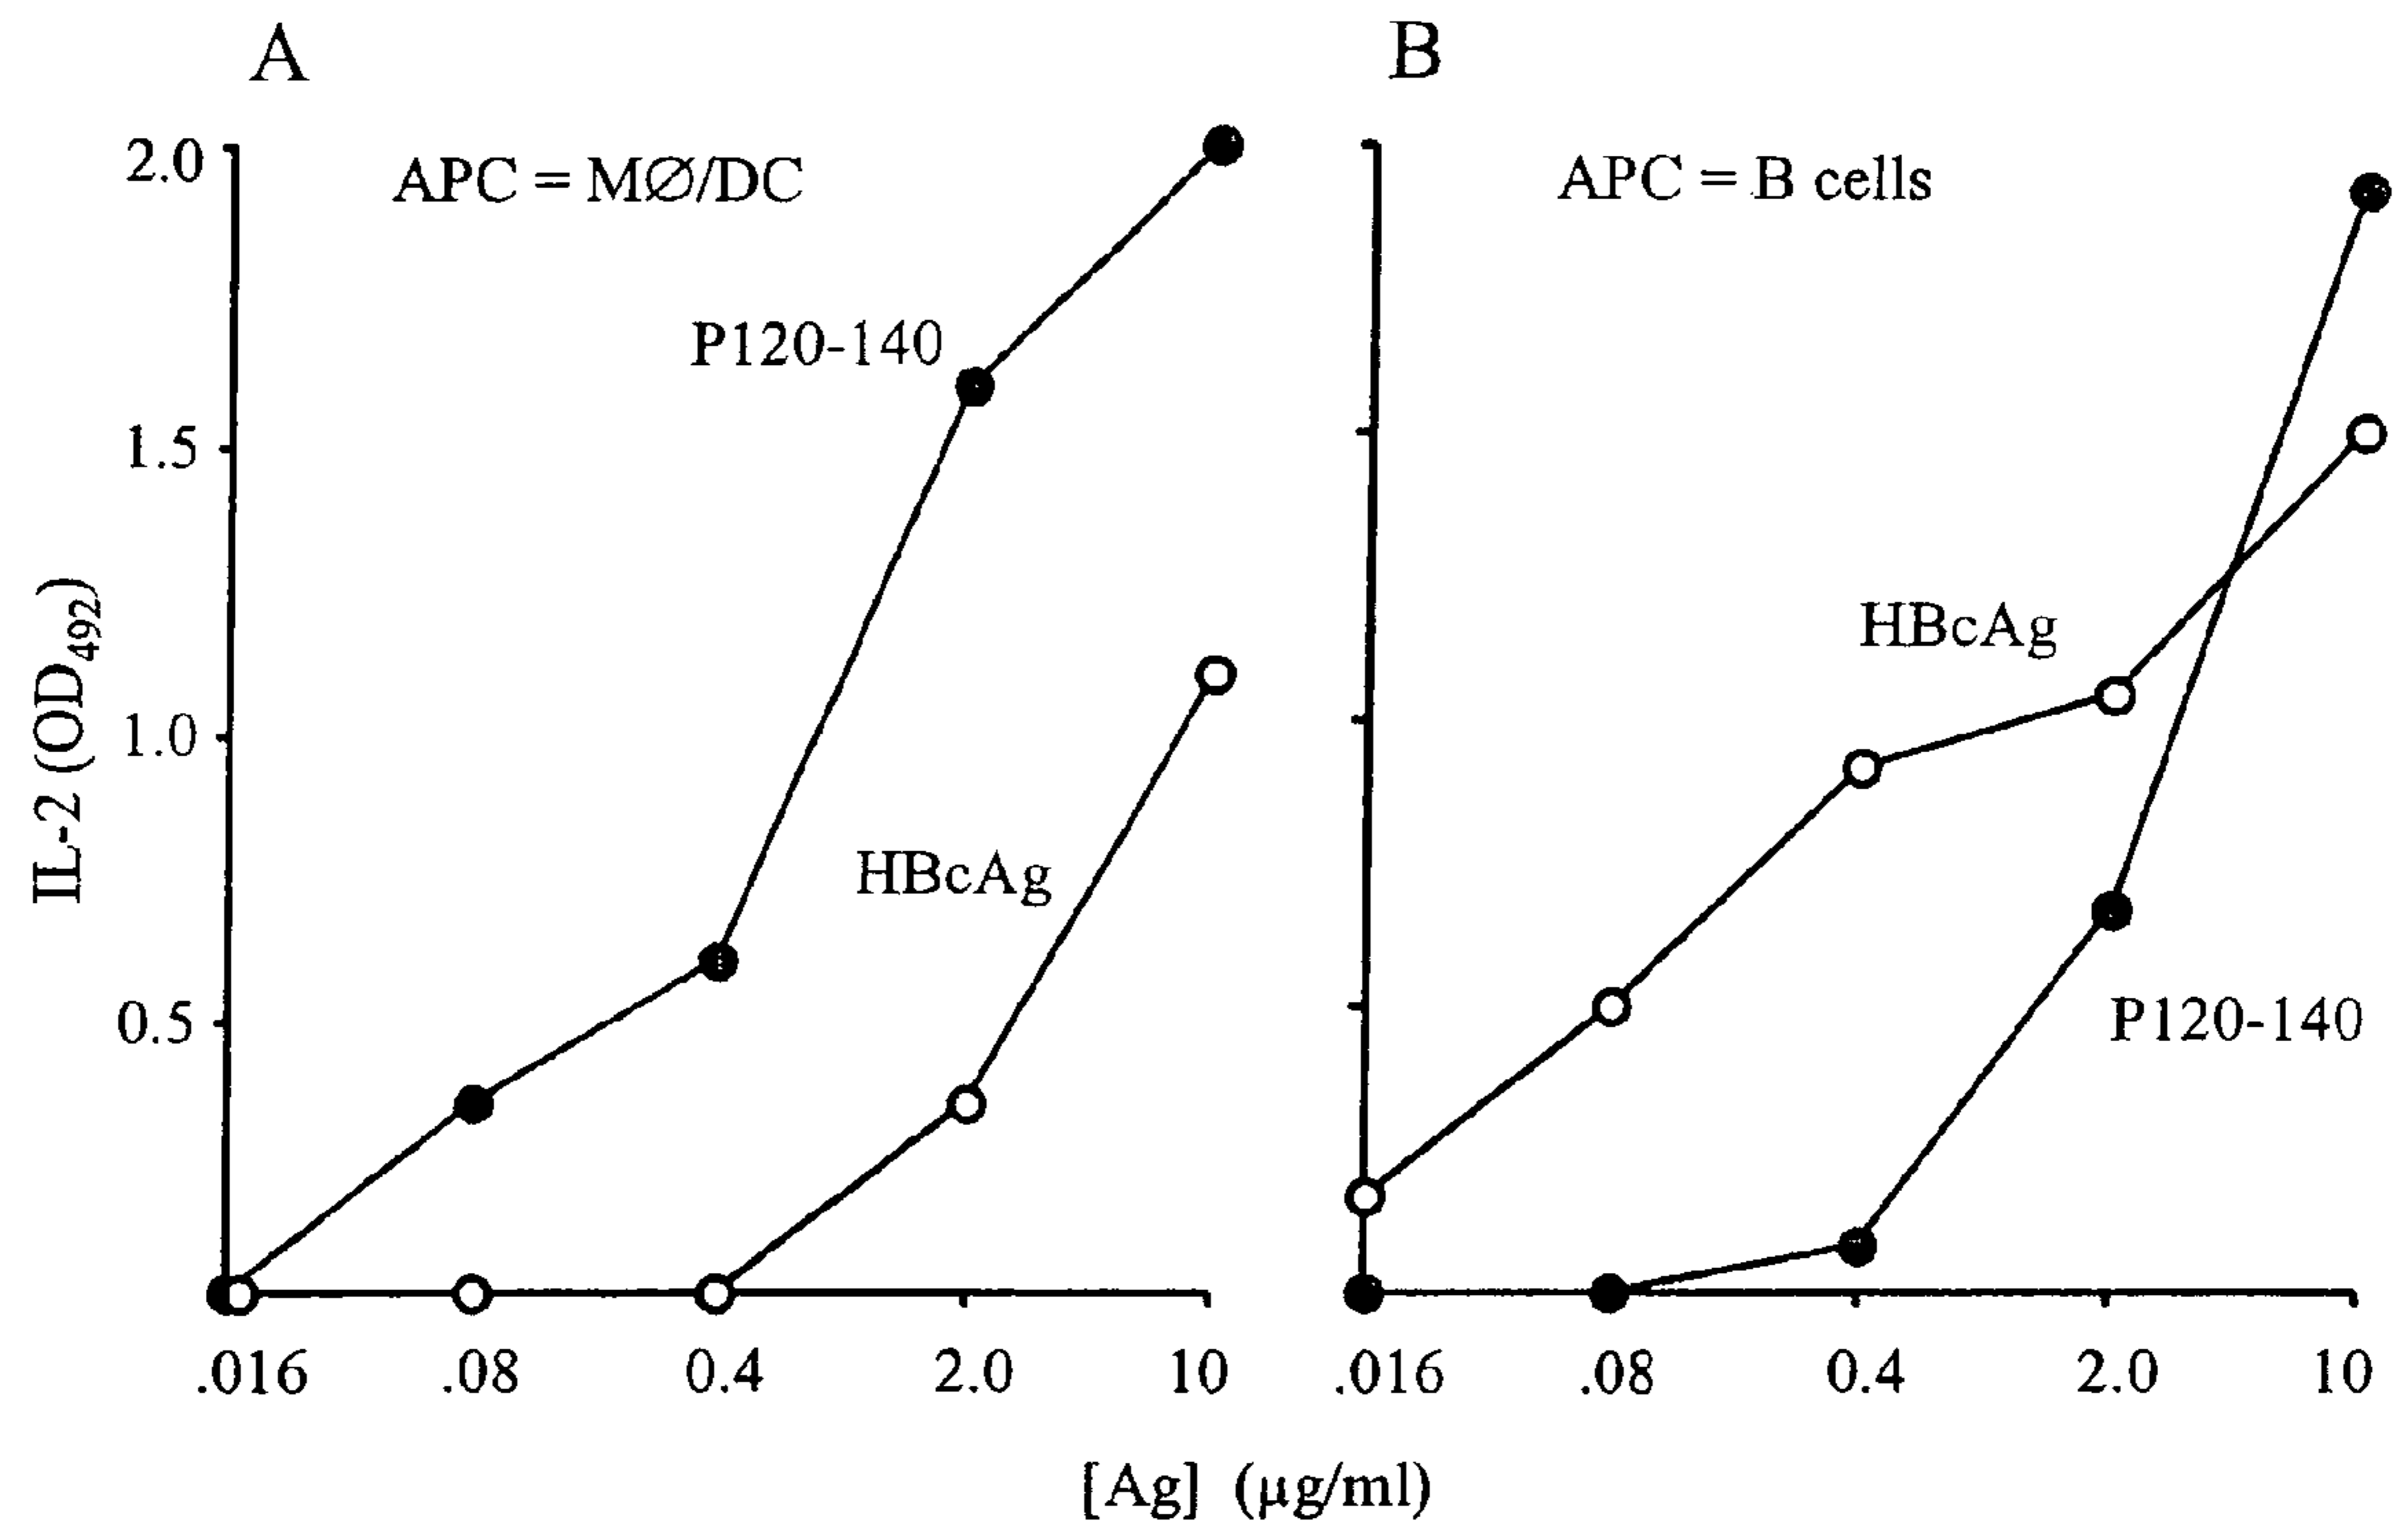 A
B
2.0
APC = MØ/DC
APC = B cells
P120-140
1.5
HBcAg
1.0
IL-2 (OD492)
HBcAg
0.5
P120-140
.016 .08 0.4 2.0 10
.016 .08 0.4 2.0 10
[Ag] (μg/ml)